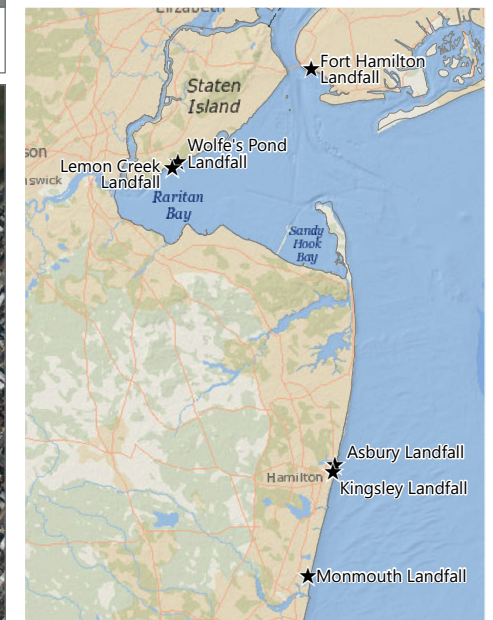 Staten
Island
Fort Hamilton
Landfall
Wolfe's Pond
Landfall
Lemon Creek
Landfall
Raritan
Bay
Sandy
Hook
Bay
Asbury Landfall
Hamilton
Kingsley Landfall
Monmouth Landfall